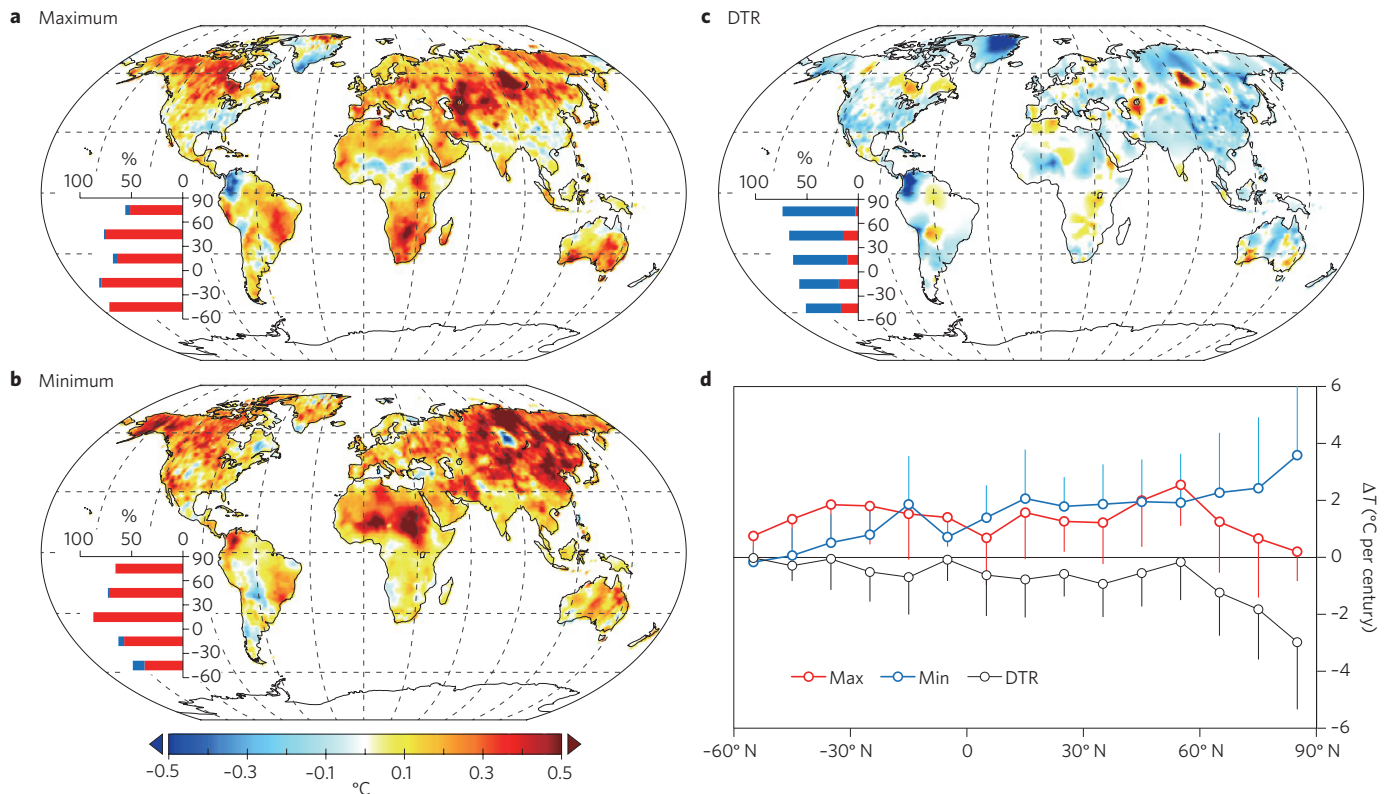 a Maximum
%
100 50 0
90
60
30
0
-30
-60
b Minimum
%
100 50 0
90
60
30
0
-30
-60
-0.5 -0.3 -0.1 0.1 0.3 0.5
°C
c DTR
%
100 50 0
90
60
30
0
-30
-60
d
6
4
2
0
-2
-4
-6
ΔT (°C per century)
Max Min DTR
-60° N -30° N 0 30° N 60° N 90° N